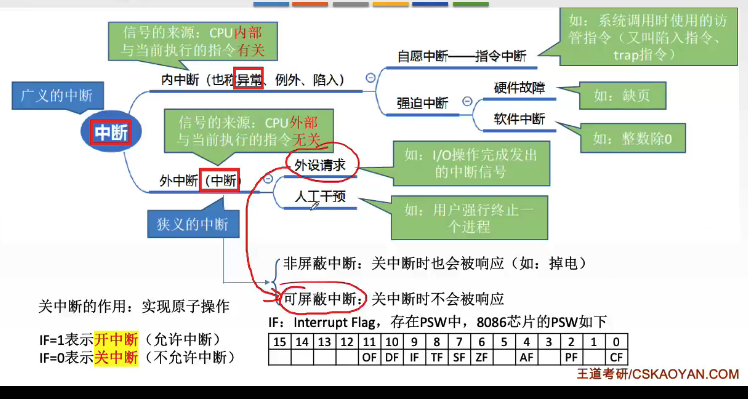 信号的来源：CPU内部
与当前执行的指令有关
如：系统调用时使用的访
管指令（又叫陷入指令、
trap指令）
自愿中断——指令中断
广义的中断
内中断（也称异常、例外、陷入）
硬件故障
如：缺页
强迫中断
中断
信号的来源：CPU外部
与当前执行的指令无关
软件中断
如：整数除0
外设请求
如：I/O操作完成发出
的中断信号
外中断（中断）
人工干预
狭义的中断
如：用户强行终止一
个进程
非屏蔽中断：关中断时也会被响应（如：掉电）
可屏蔽中断：关中断时不会被响应
关中断的作用：实现原子操作
IF：Interrupt Flag，存在PSW中，8086芯片的PSW如下
IF=1表示开中断（允许中断）
IF=0表示关中断（不允许中断）
15 14 13 12 11 10 9 8 7 6 5 4 3 2 1 0
OF DF IF TF SF ZF AF PF CF
王道考研/CSKAOYAN.COM